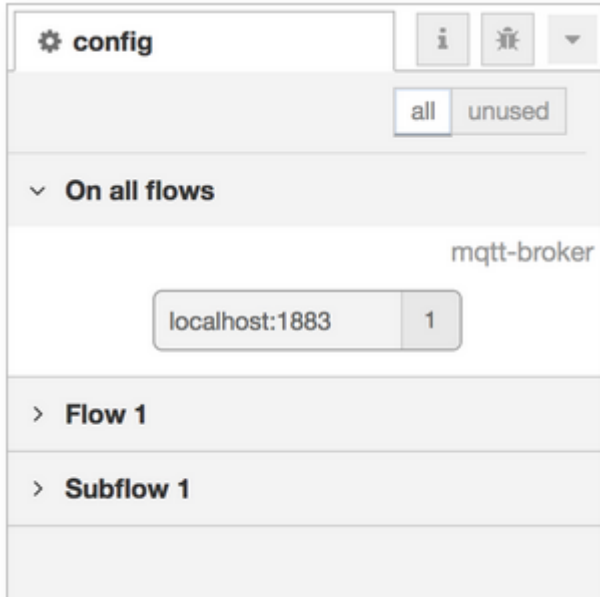 config
all unused
On all flows
mqtt-broker
localhost:1883 1
Flow 1
Subflow 1